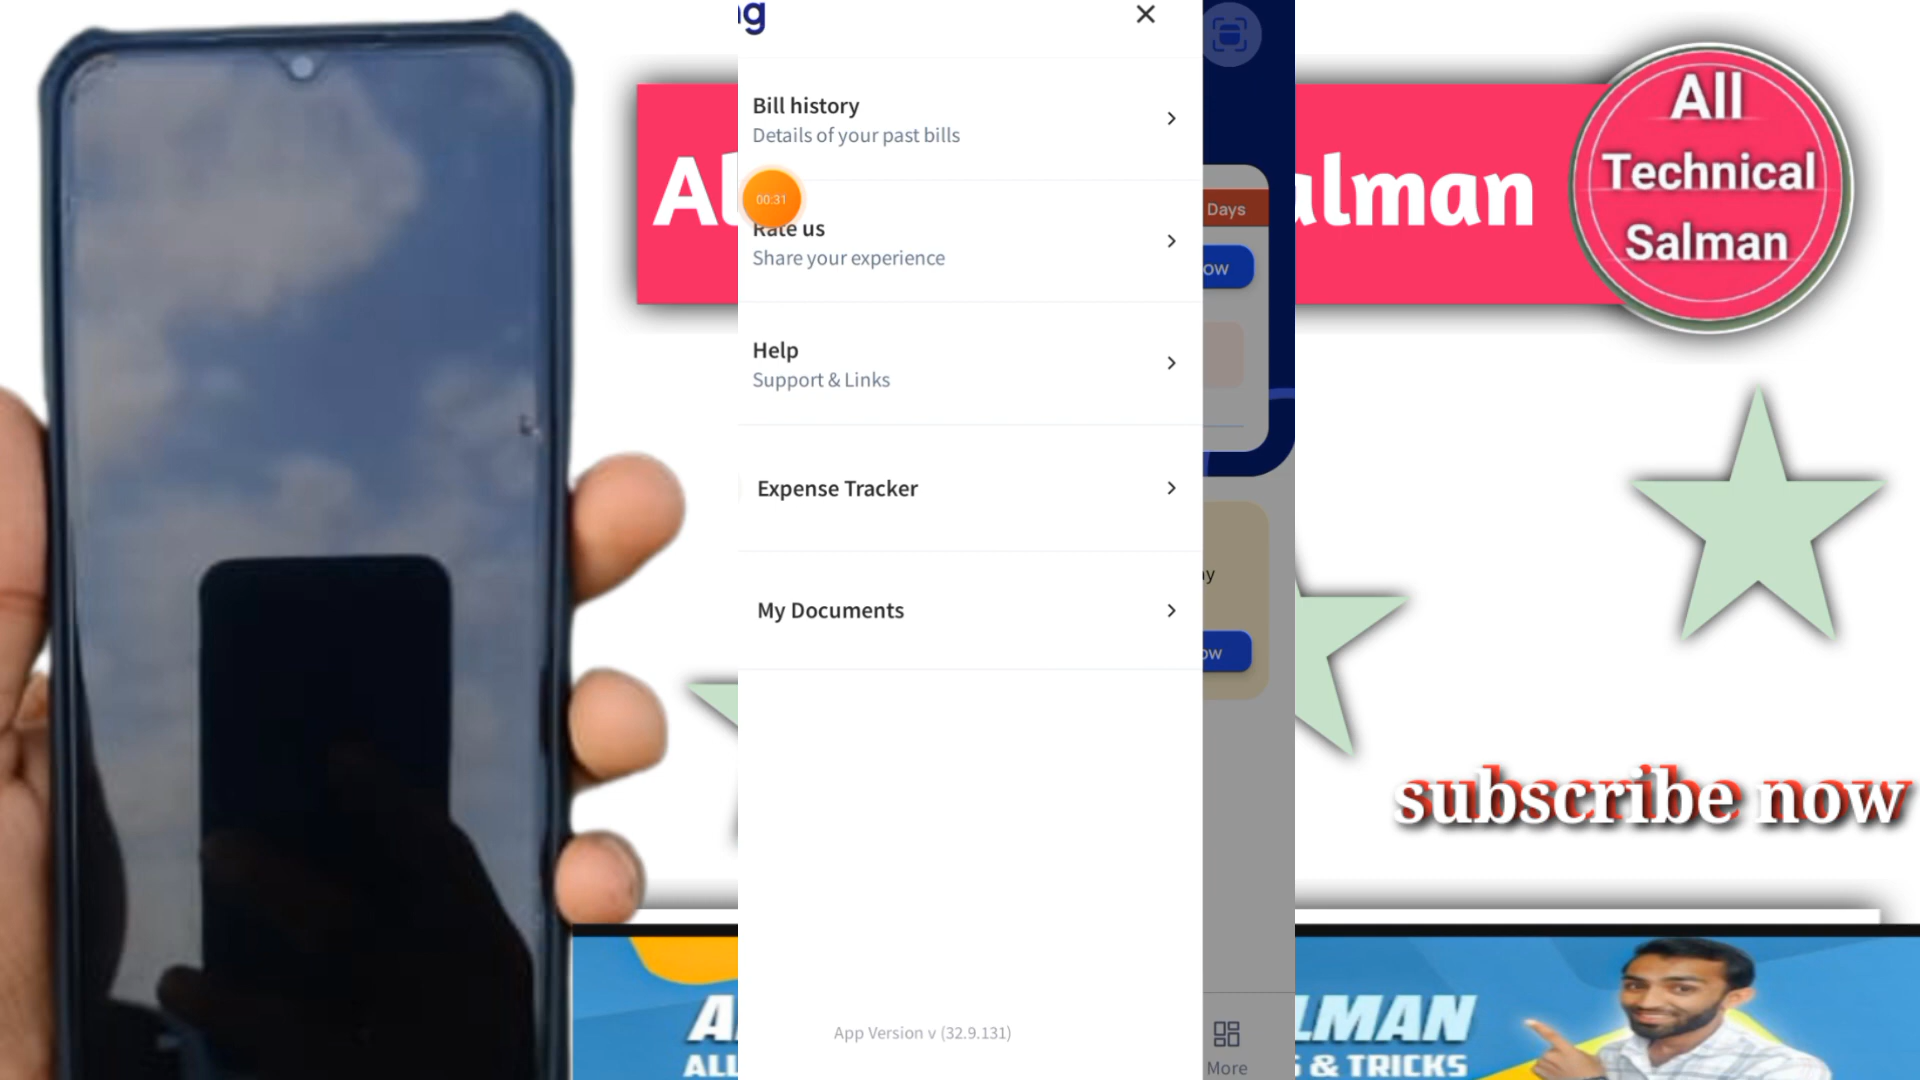 g
Bill history
Details of your past bills
00:31
Rate us
Share your experience
Help
Support & Links
Expense Tracker
My Documents
App Version v (32.9.131)
Days
ow
ow
More
Al
alman
All
Technical
Salman
subscribe now
LMAN
ALL
& TRICKS